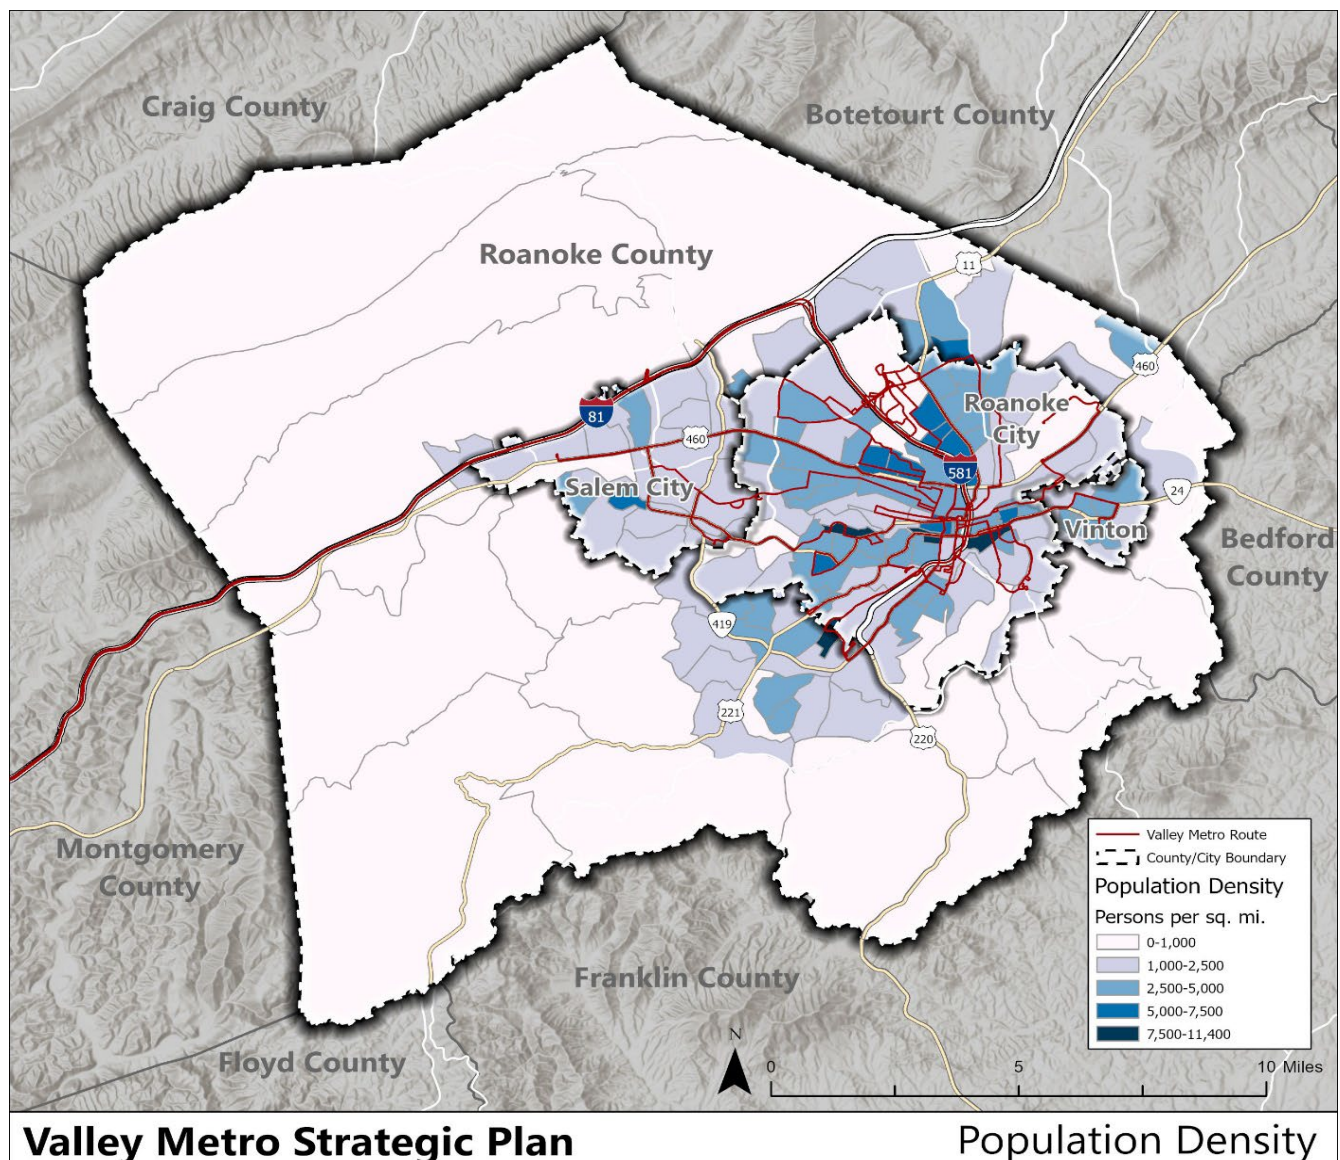 Craig County
Botetourt County
Roanoke County
11
460
Roanoke
City
81
460
581
Salem City
24
Vinton
Bedford
County
419
221
220
Montgomery
County
Franklin County
Floyd County
Valley Metro Route
County/City Boundary
Population Density
Persons per sq. mi.
0-1,000
1,000-2,500
2,500-5,000
5,000-7,500
7,500-11,400
N
0 5 10 Miles
Valley Metro Strategic Plan Population Density